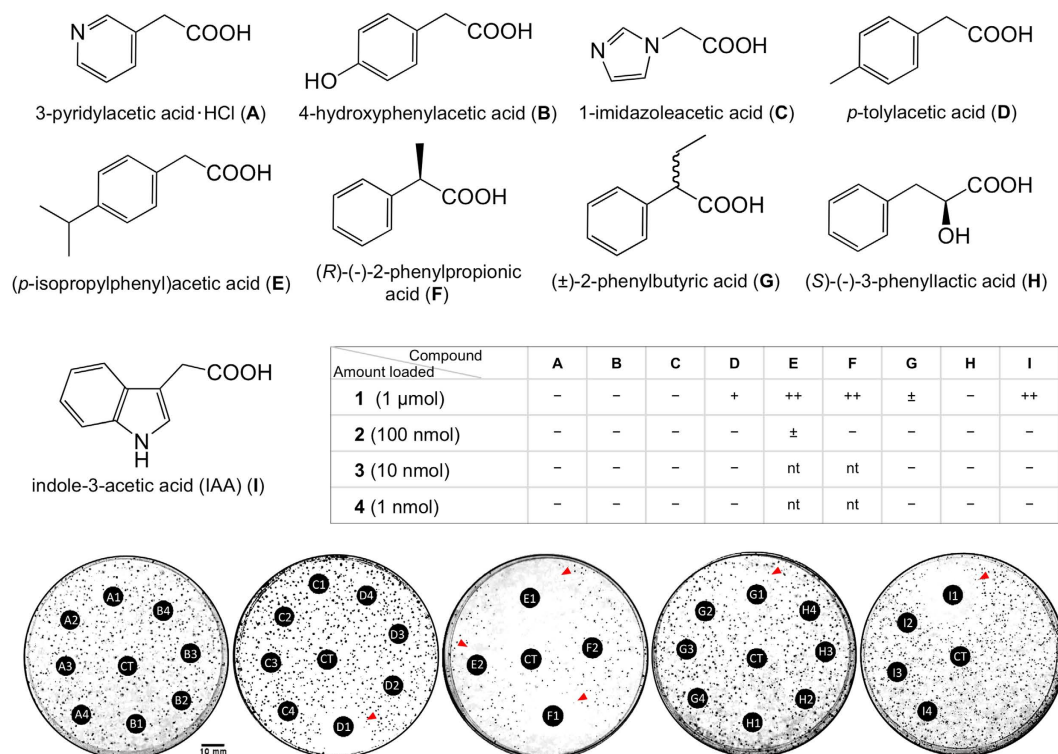 N
COOH
HO
COOH
N
N
COOH
COOH
3-pyridylacetic acid·HCl (A)
4-hydroxyphenylacetic acid (B)
1-imidazoleacetic acid (C)
p-tolylacetic acid (D)
COOH
COOH
COOH
COOH
OH
(p-isopropylphenyl)acetic acid (E)
(R)-(-)-2-phenylpropionic
acid (F)
(±)-2-phenylbutyric acid (G)
(S)-(-)-3-phenyllactic acid (H)
COOH
N
H
indole-3-acetic acid (IAA) (I)
Compound
Amount loaded
A B C D E F G H I
1 (1 µmol) − − − + ++ ++ ± − ++
2 (100 nmol) − − − − ± − − − −
3 (10 nmol) − − − − nt nt − − −
4 (1 nmol) − − − − nt nt − − −
A1
A2
B4
A3
CT
B3
A4
B1
B2
10 mm
C1
D4
C2
D3
C3
CT
D2
C4
D1
E1
F2
E2
CT
F1
G1
G2
H4
G3
CT
H3
G4
H1
H2
I1
I2
CT
I3
I4